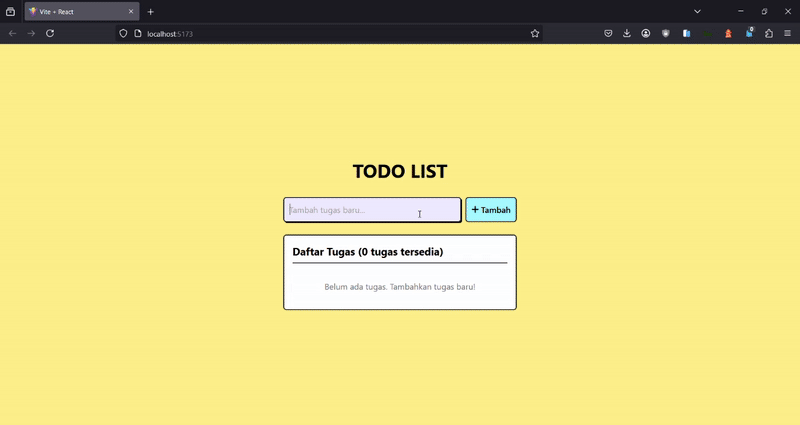 Vite + React
localhost:5173
0
TODO LIST
Tambah tugas baru...
+ Tambah
Daftar Tugas (0 tugas tersedia)
Belum ada tugas. Tambahkan tugas baru!